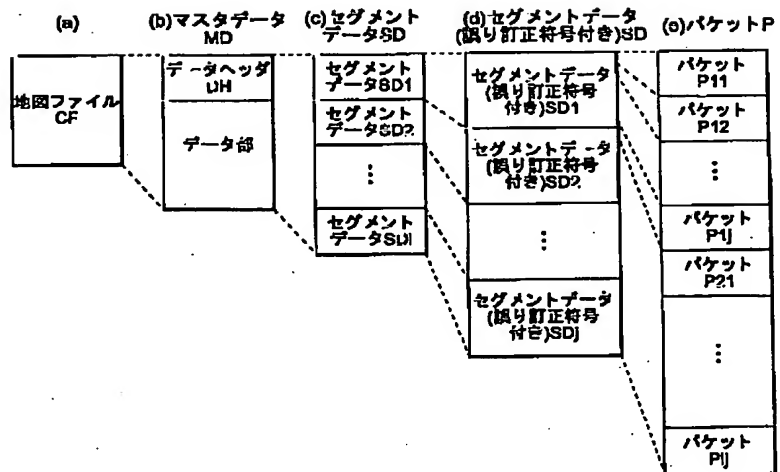 (a)
地図ファイル
CF
(b)マスタデータ
MD
データヘッダ
DH
データ部
(c)セグメント
データSD
セグメント
データSD1
セグメント
データSD2
⋮
セグメント
データSDi
(d)セグメントデータ
(誤り訂正符号付き)SD
セグメントデータ
(誤り訂正符号
付き)SD1
セグメントデータ
(誤り訂正符号
付き)SD2
⋮
セグメントデータ
(誤り訂正符号
付き)SDj
(e)パケットP
パケット
P11
パケット
P12
⋮
パケット
P1j
パケット
P21
⋮
パケット
Pij